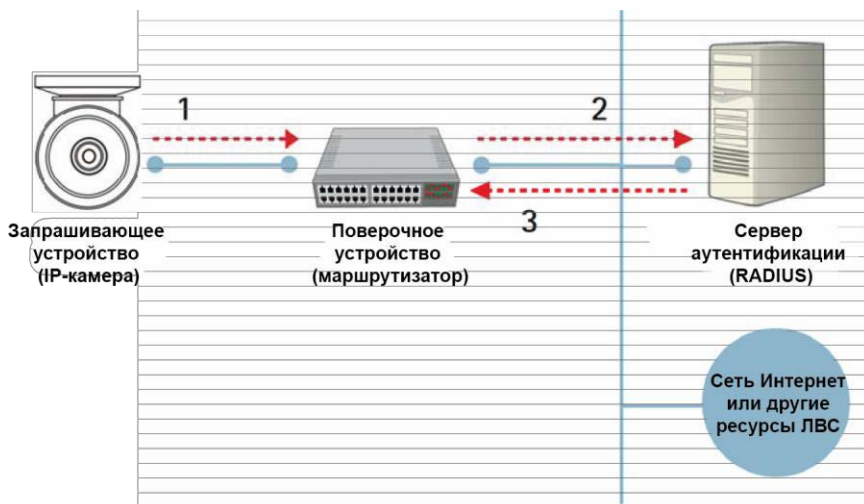 1
2
3
Запрашивающее
устройство
(IP-камера)
Поверочное
устройство
(маршрутизатор)
Сервер
аутентификации
(RADIUS)
Сеть Интернет
или другие
ресурсы ЛВС